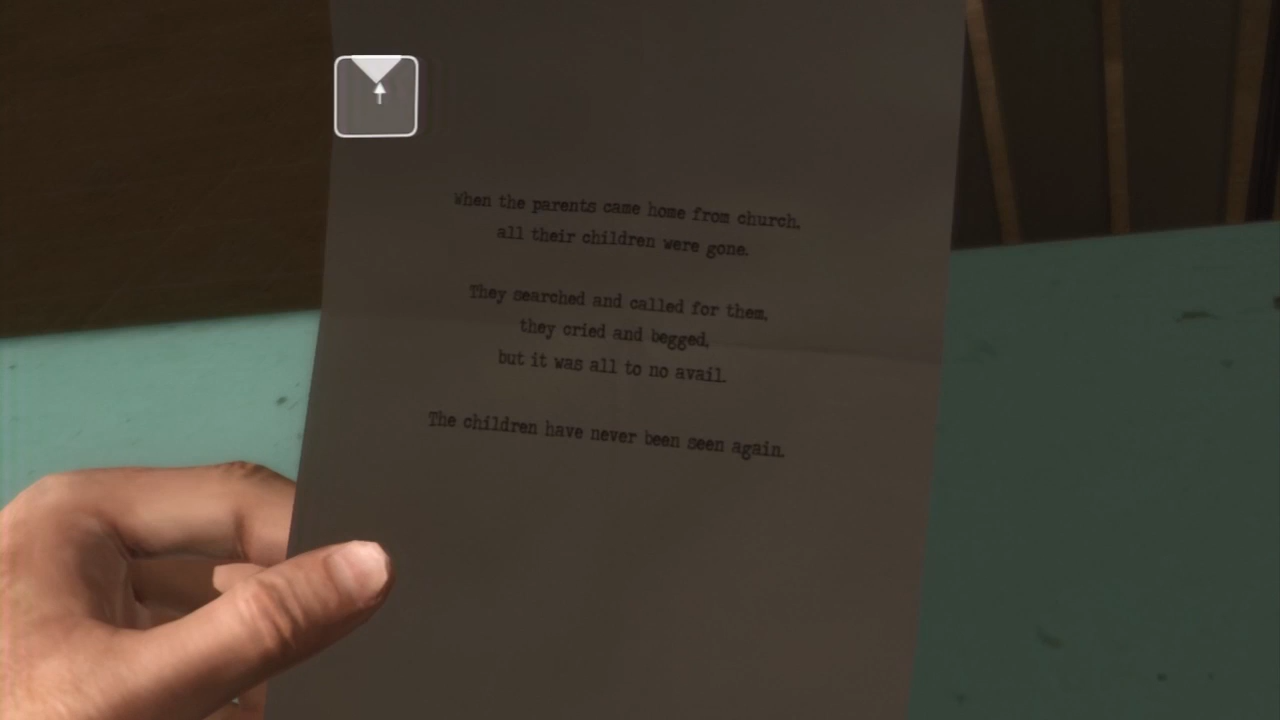 When the parents came home from church,
all their children were gone.
They searched and called for them,
they cried and begged,
but it was all to no avail.
The children have never been seen again.